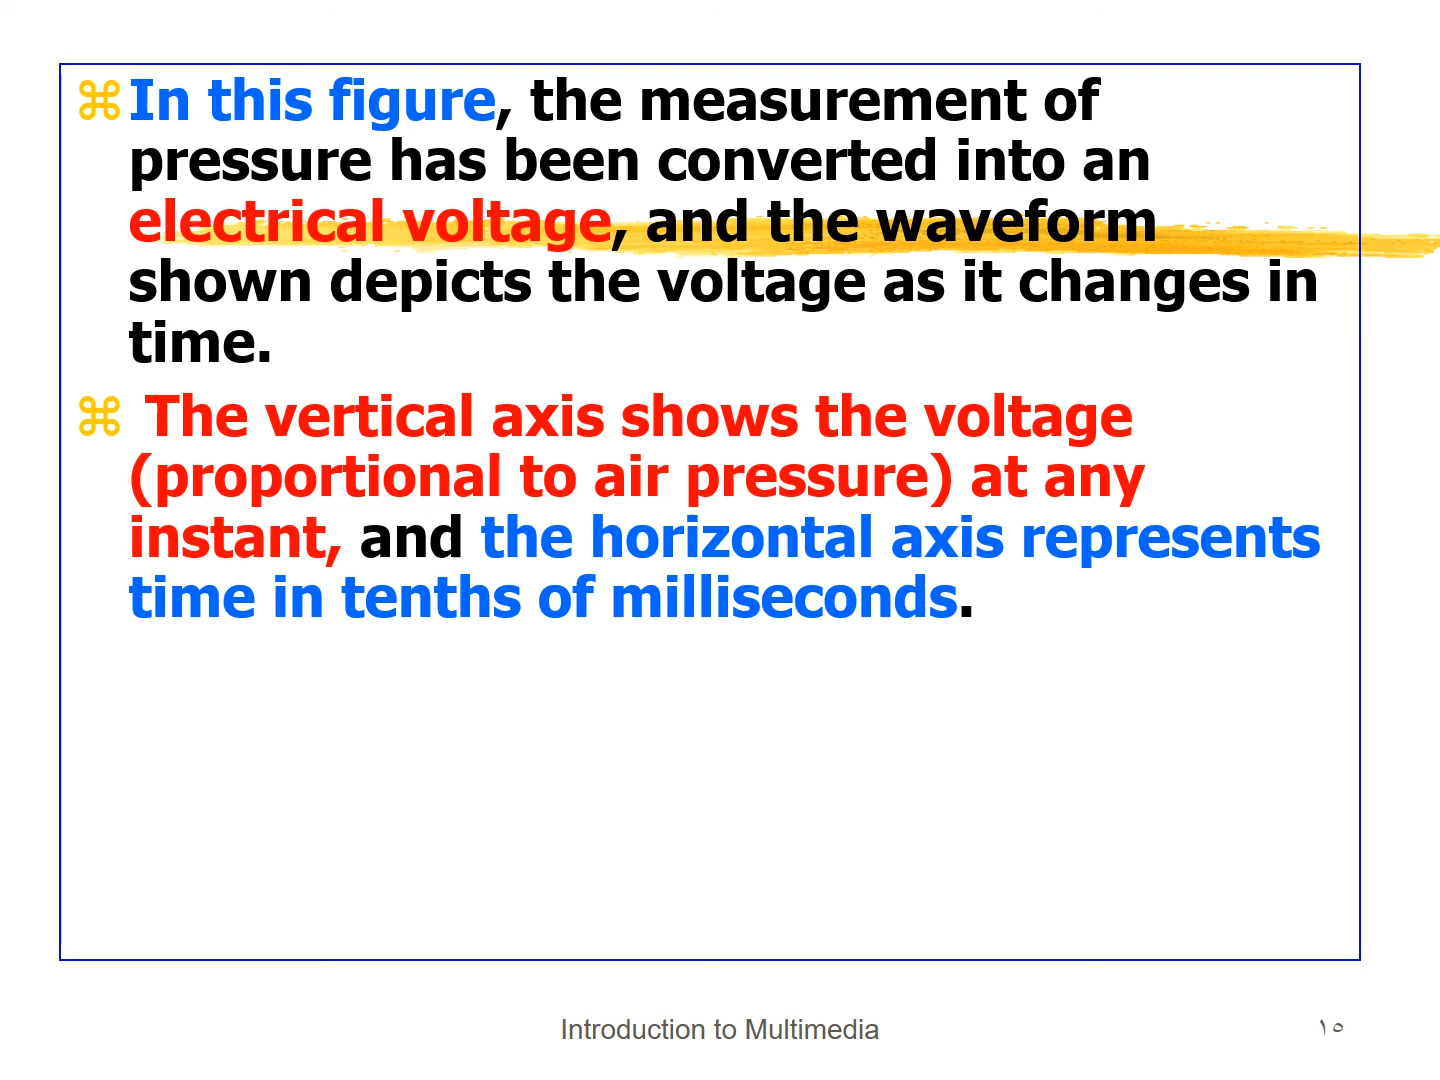 ⌘In this figure, the measurement of
pressure has been converted into an
electrical voltage, and the waveform
shown depicts the voltage as it changes in
time.
⌘ The vertical axis shows the voltage
(proportional to air pressure) at any
instant, and the horizontal axis represents
time in tenths of milliseconds.
Introduction to Multimedia
١٥